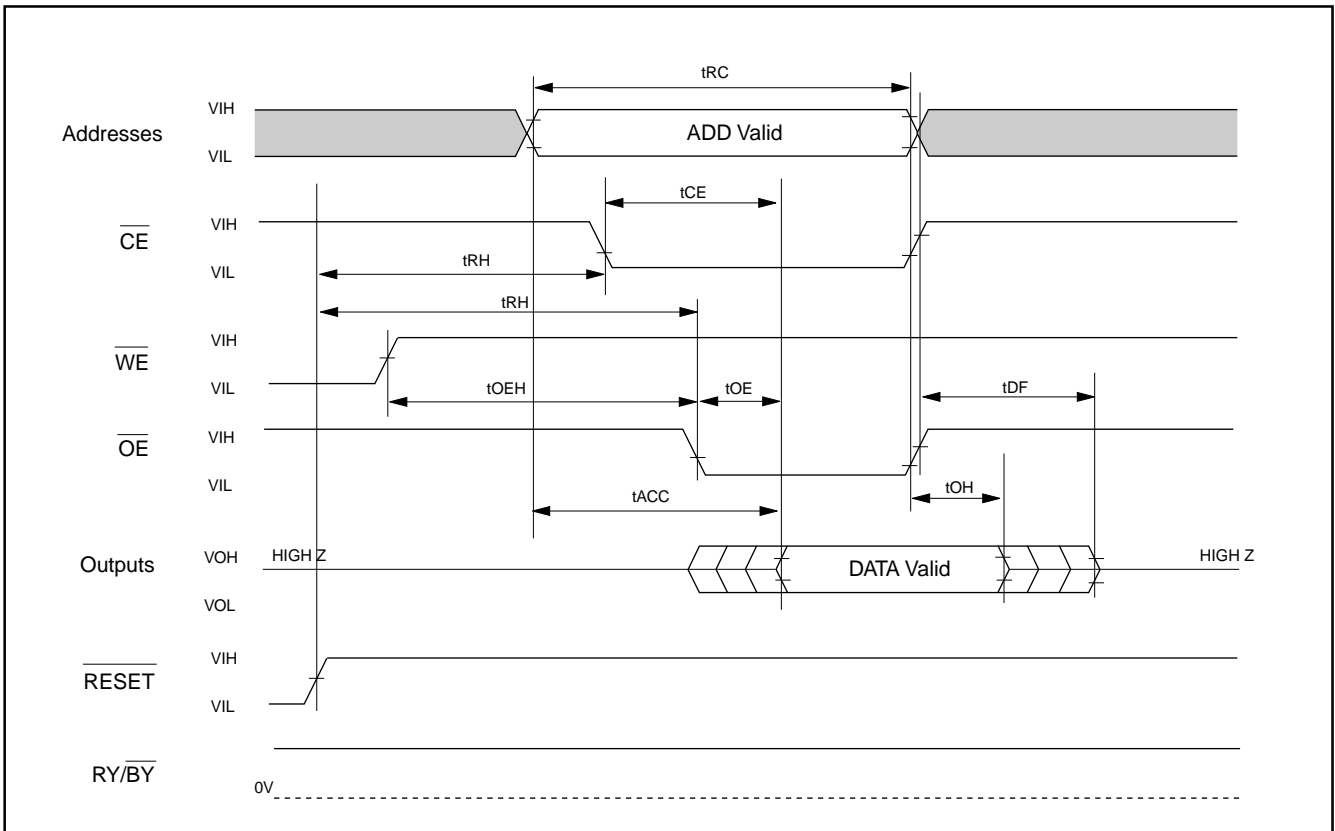 tRC
VIH
Addresses
ADD Valid
VIL
tCE
VIH
CE
VIL
tRH
tRH
VIH
WE
VIL
tOEH
tOE
tDF
VIH
OE
VIL
tACC
tOH
VOH
HIGH Z
HIGH Z
Outputs
DATA Valid
VOL
VIH
RESET
VIL
RY/BY
0V